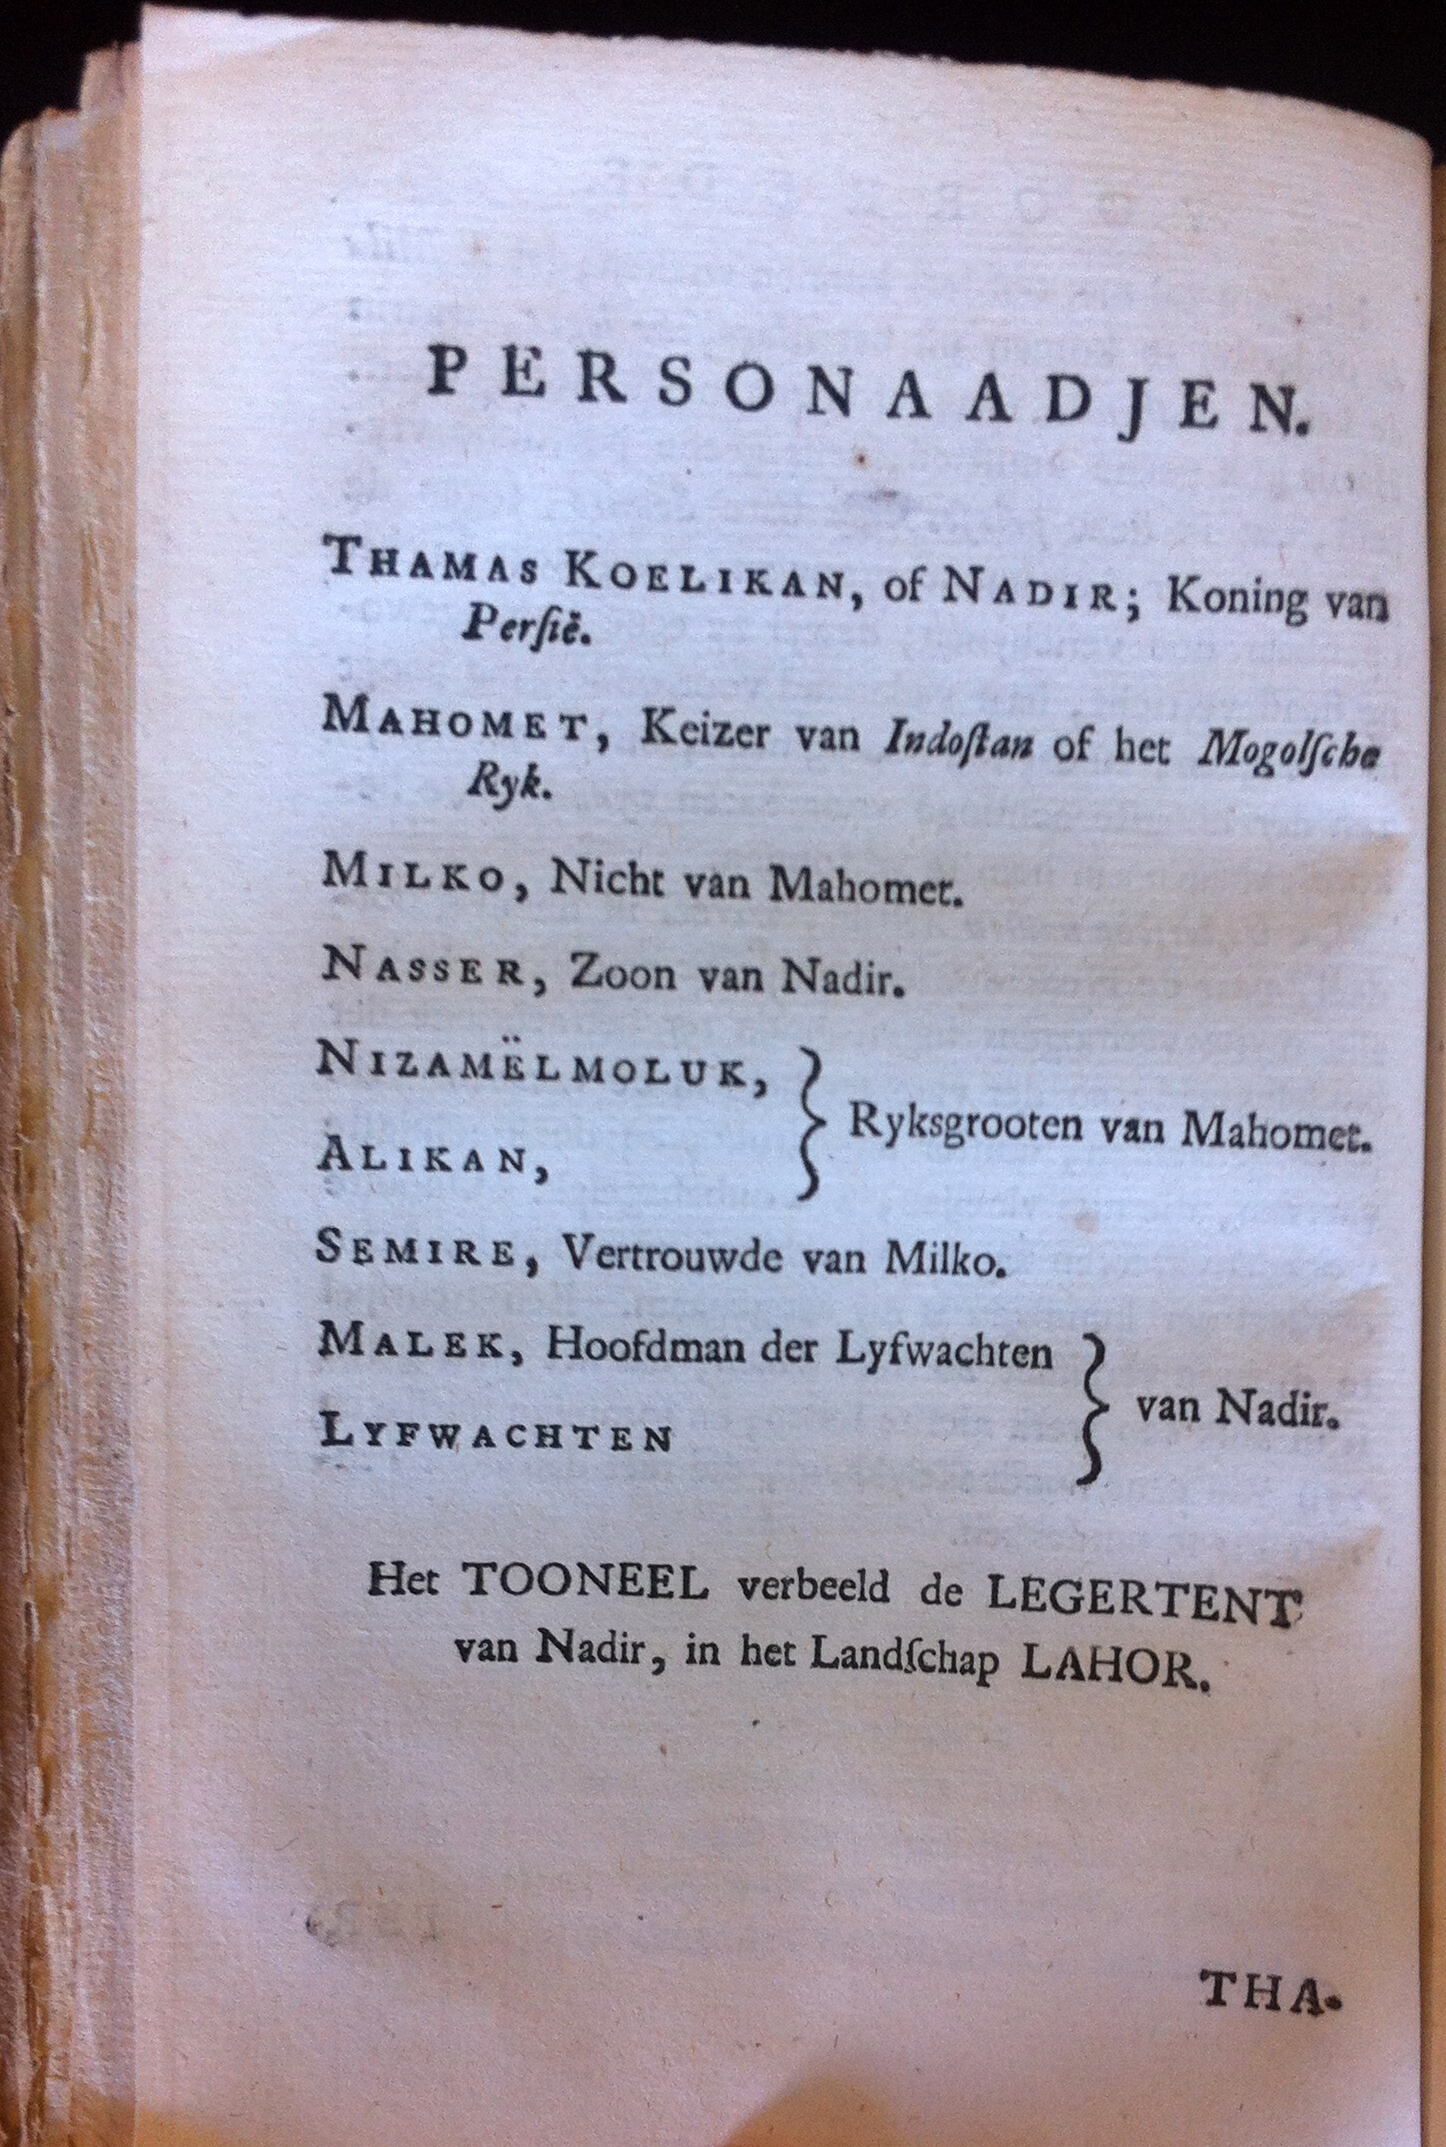 PERSONAADJEN.
THAMAS KOELIKAN, of NADIR; Koning van
Perſië.
MAHOMET, Keizer van Indoſtan of het Mogolſche
Ryk.
MILKO, Nicht van Mahomet.
NASSER, Zoon van Nadir.
NIZAMËLMOLUK,
ALIKAN,
} Ryksgrooten van Mahomet.
SEMIRE, Vertrouwde van Milko.
MALEK, Hoofdman der Lyfwachten
LYFWACHTEN
} van Nadir.
Het TOONEEL verbeeld de LEGERTENT
van Nadir, in het Landſchap LAHOR.
THA-